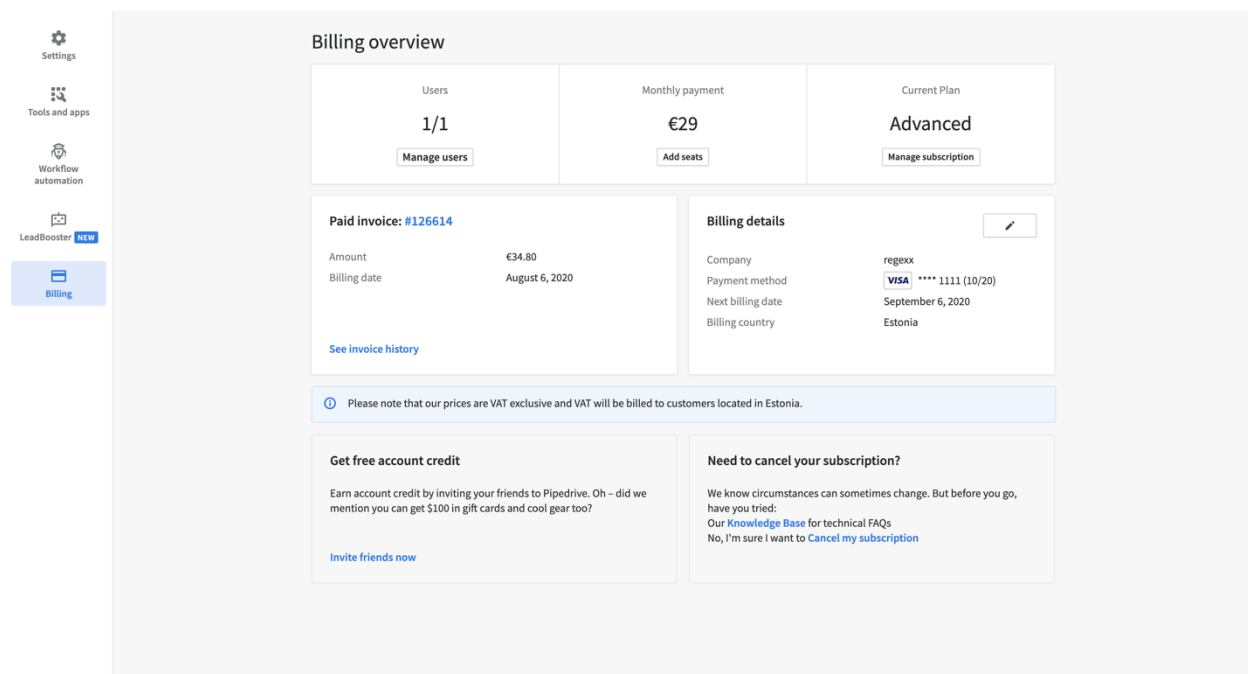 Settings
Tools and apps
Workflow
automation
LeadBooster NEW
Billing
Billing overview
Users
1/1
Manage users
Monthly payment
€29
Add seats
Current Plan
Advanced
Manage subscription
Paid invoice: #126614
Amount €34.80
Billing date August 6, 2020
See invoice history
Billing details
Company regexx
Payment method VISA **** 1111 (10/20)
Next billing date September 6, 2020
Billing country Estonia
Please note that our prices are VAT exclusive and VAT will be billed to customers located in Estonia.
Get free account credit
Earn account credit by inviting your friends to Pipedrive. Oh – did we
mention you can get $100 in gift cards and cool gear too?
Invite friends now
Need to cancel your subscription?
We know circumstances can sometimes change. But before you go,
have you tried:
Our Knowledge Base for technical FAQs
No, I'm sure I want to Cancel my subscription